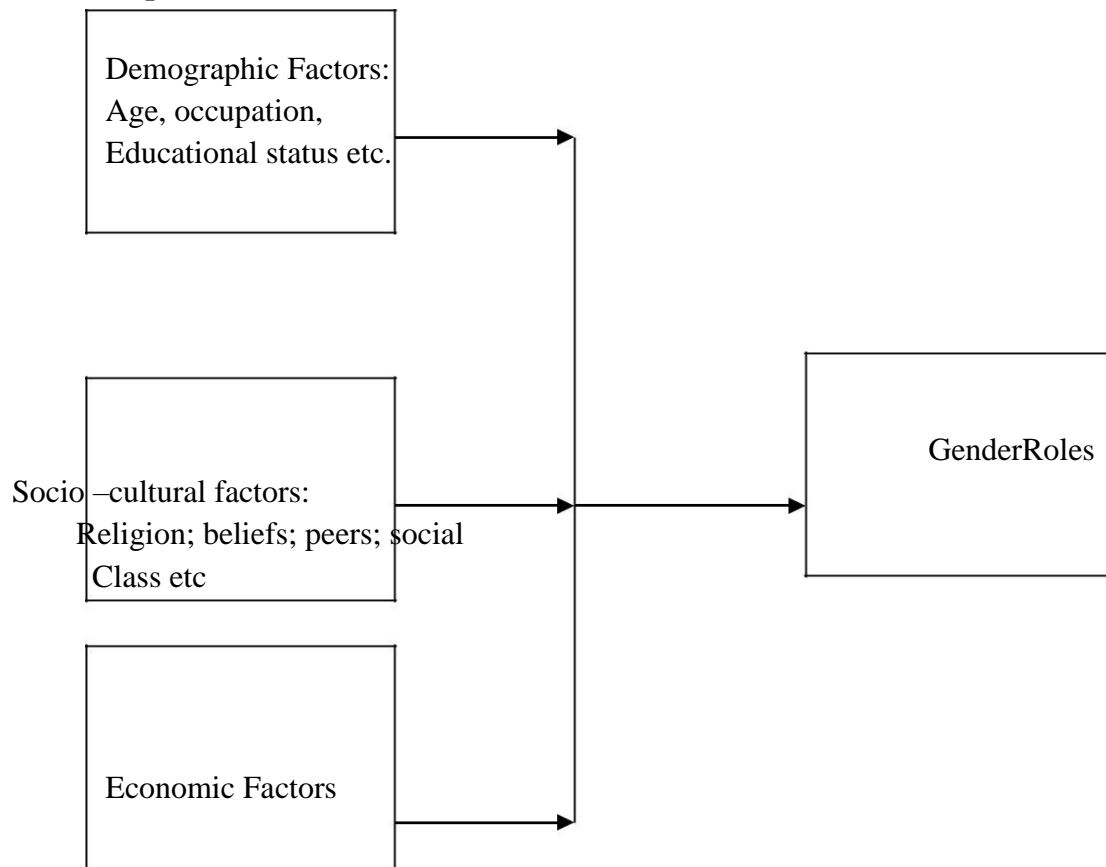 Demographic Factors:
Age, occupation,
Educational status etc.
Socio –cultural factors:
Religion; beliefs; peers; social
Class etc
GenderRoles
Economic Factors